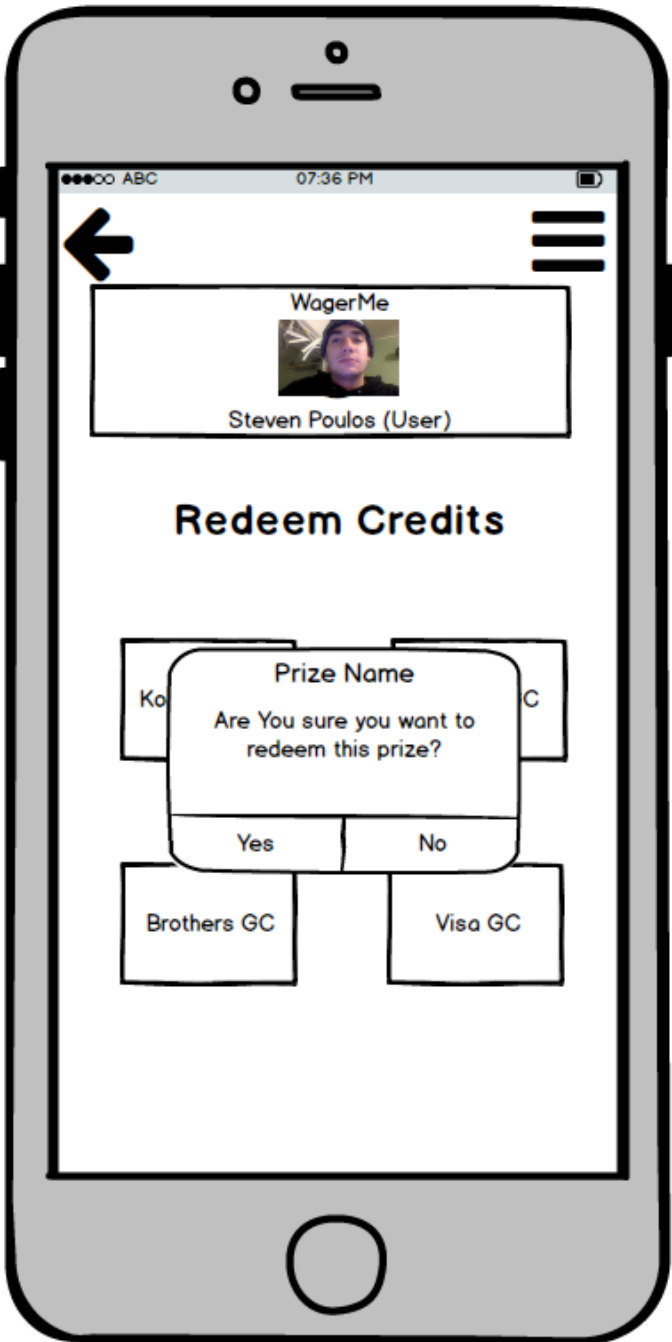 ABC 07:36 PM
WagerMe
Steven Poulos (User)
Redeem Credits
Prize Name
Are You sure you want to
redeem this prize?
Yes No
Brothers GC Visa GC